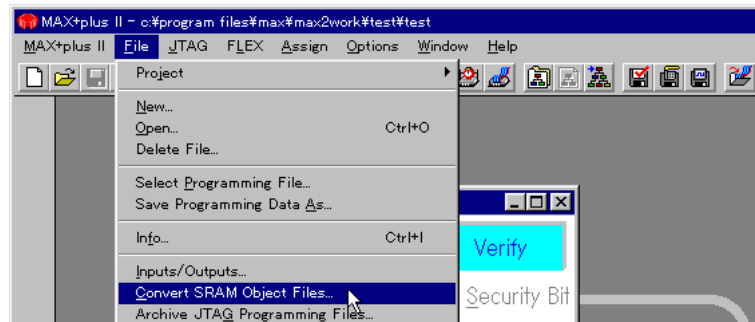 MAX+plus II - c:¥program files¥max¥max2work¥test¥test
MAX+plus II File JTAG FLEX Assign Options Window Help
Project
New...
Open... Ctrl+O
Delete File...
Select Programming File...
Save Programming Data As...
Info... Ctrl+I
Inputs/Outputs...
Convert SRAM Object Files...
Archive JTAG Programming Files...
Verify
Security Bit